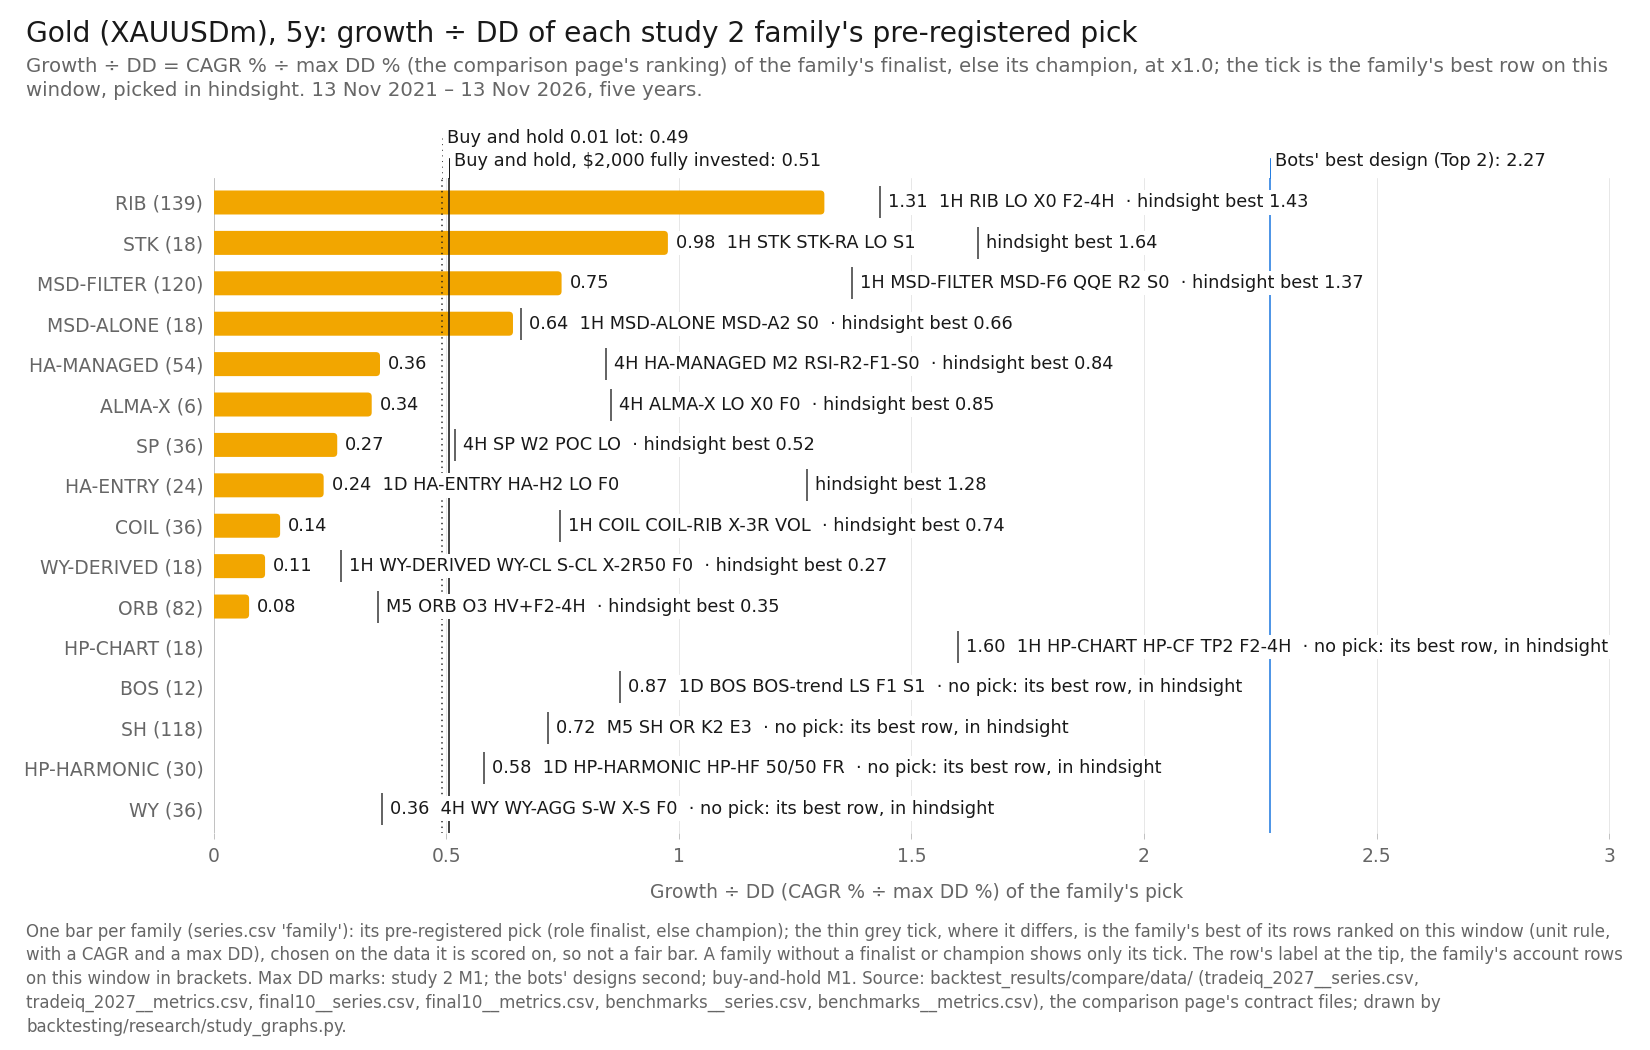 Gold (XAUUSDm), 5y: growth ÷ DD of each study 2 family's pre-registered pick
Growth ÷ DD = CAGR % ÷ max DD % (the comparison page's ranking) of the family's finalist, else its champion, at x1.0; the tick is the family's best row on this
window, picked in hindsight. 13 Nov 2021 – 13 Nov 2026, five years.
Buy and hold 0.01 lot: 0.49
Buy and hold, $2,000 fully invested: 0.51
Bots' best design (Top 2): 2.27
RIB (139) 1.31 1H RIB LO X0 F2-4H · hindsight best 1.43
STK (18) 0.98 1H STK STK-RA LO S1 hindsight best 1.64
MSD-FILTER (120) 0.75 1H MSD-FILTER MSD-F6 QQE R2 S0 · hindsight best 1.37
MSD-ALONE (18) 0.64 1H MSD-ALONE MSD-A2 S0 · hindsight best 0.66
HA-MANAGED (54) 0.36 4H HA-MANAGED M2 RSI-R2-F1-S0 · hindsight best 0.84
ALMA-X (6) 0.34 4H ALMA-X LO X0 F0 · hindsight best 0.85
SP (36) 0.27 4H SP W2 POC LO · hindsight best 0.52
HA-ENTRY (24) 0.24 1D HA-ENTRY HA-H2 LO F0 hindsight best 1.28
COIL (36) 0.14 1H COIL COIL-RIB X-3R VOL · hindsight best 0.74
WY-DERIVED (18) 0.11 1H WY-DERIVED WY-CL S-CL X-2R50 F0 · hindsight best 0.27
ORB (82) 0.08 M5 ORB O3 HV+F2-4H · hindsight best 0.35
HP-CHART (18) 1.60 1H HP-CHART HP-CF TP2 F2-4H · no pick: its best row, in hindsight
BOS (12) 0.87 1D BOS BOS-trend LS F1 S1 · no pick: its best row, in hindsight
SH (118) 0.72 M5 SH OR K2 E3 · no pick: its best row, in hindsight
HP-HARMONIC (30) 0.58 1D HP-HARMONIC HP-HF 50/50 FR · no pick: its best row, in hindsight
WY (36) 0.36 4H WY WY-AGG S-W X-S F0 · no pick: its best row, in hindsight
0 0.5 1 1.5 2 2.5 3
Growth ÷ DD (CAGR % ÷ max DD %) of the family's pick
One bar per family (series.csv 'family'): its pre-registered pick (role finalist, else champion); the thin grey tick, where it differs, is the family's best of its rows ranked on this window (unit rule,
with a CAGR and a max DD), chosen on the data it is scored on, so not a fair bar. A family without a finalist or champion shows only its tick. The row's label at the tip, the family's account rows
on this window in brackets. Max DD marks: study 2 M1; the bots' designs second; buy-and-hold M1. Source: backtest_results/compare/data/ (tradeiq_2027__series.csv,
tradeiq_2027__metrics.csv, final10__series.csv, final10__metrics.csv, benchmarks__series.csv, benchmarks__metrics.csv), the comparison page's contract files; drawn by
backtesting/research/study_graphs.py.